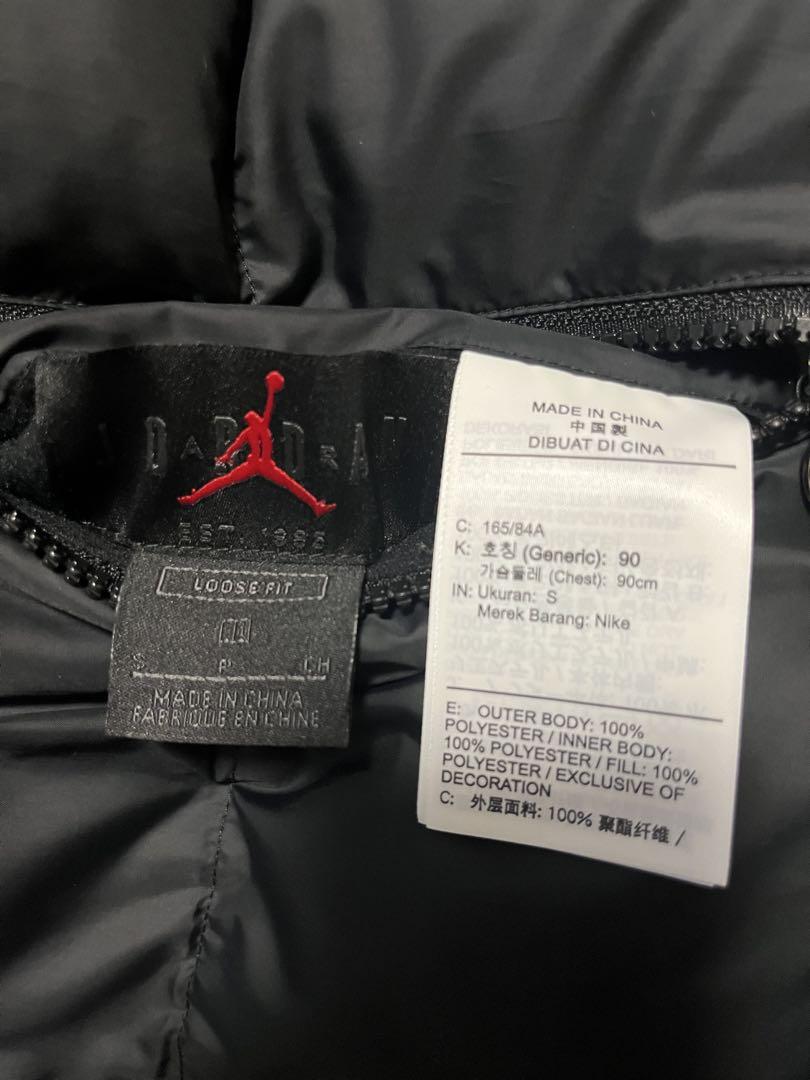 EST. 1985
LOOSE FIT
S P CH
MADE IN CHINA
FABRIQUÉ EN CHINE
MADE IN CHINA
中国製
DIBUAT DI CINA
C: 165/84A
K: 호칭 (Generic): 90
가슴둘레 (Chest): 90cm
IN: Ukuran: S
Merek Barang: Nike
E: OUTER BODY: 100%
POLYESTER / INNER BODY:
100% POLYESTER / FILL: 100%
POLYESTER / EXCLUSIVE OF
DECORATION
C: 外层面料: 100% 聚酯纤维 /